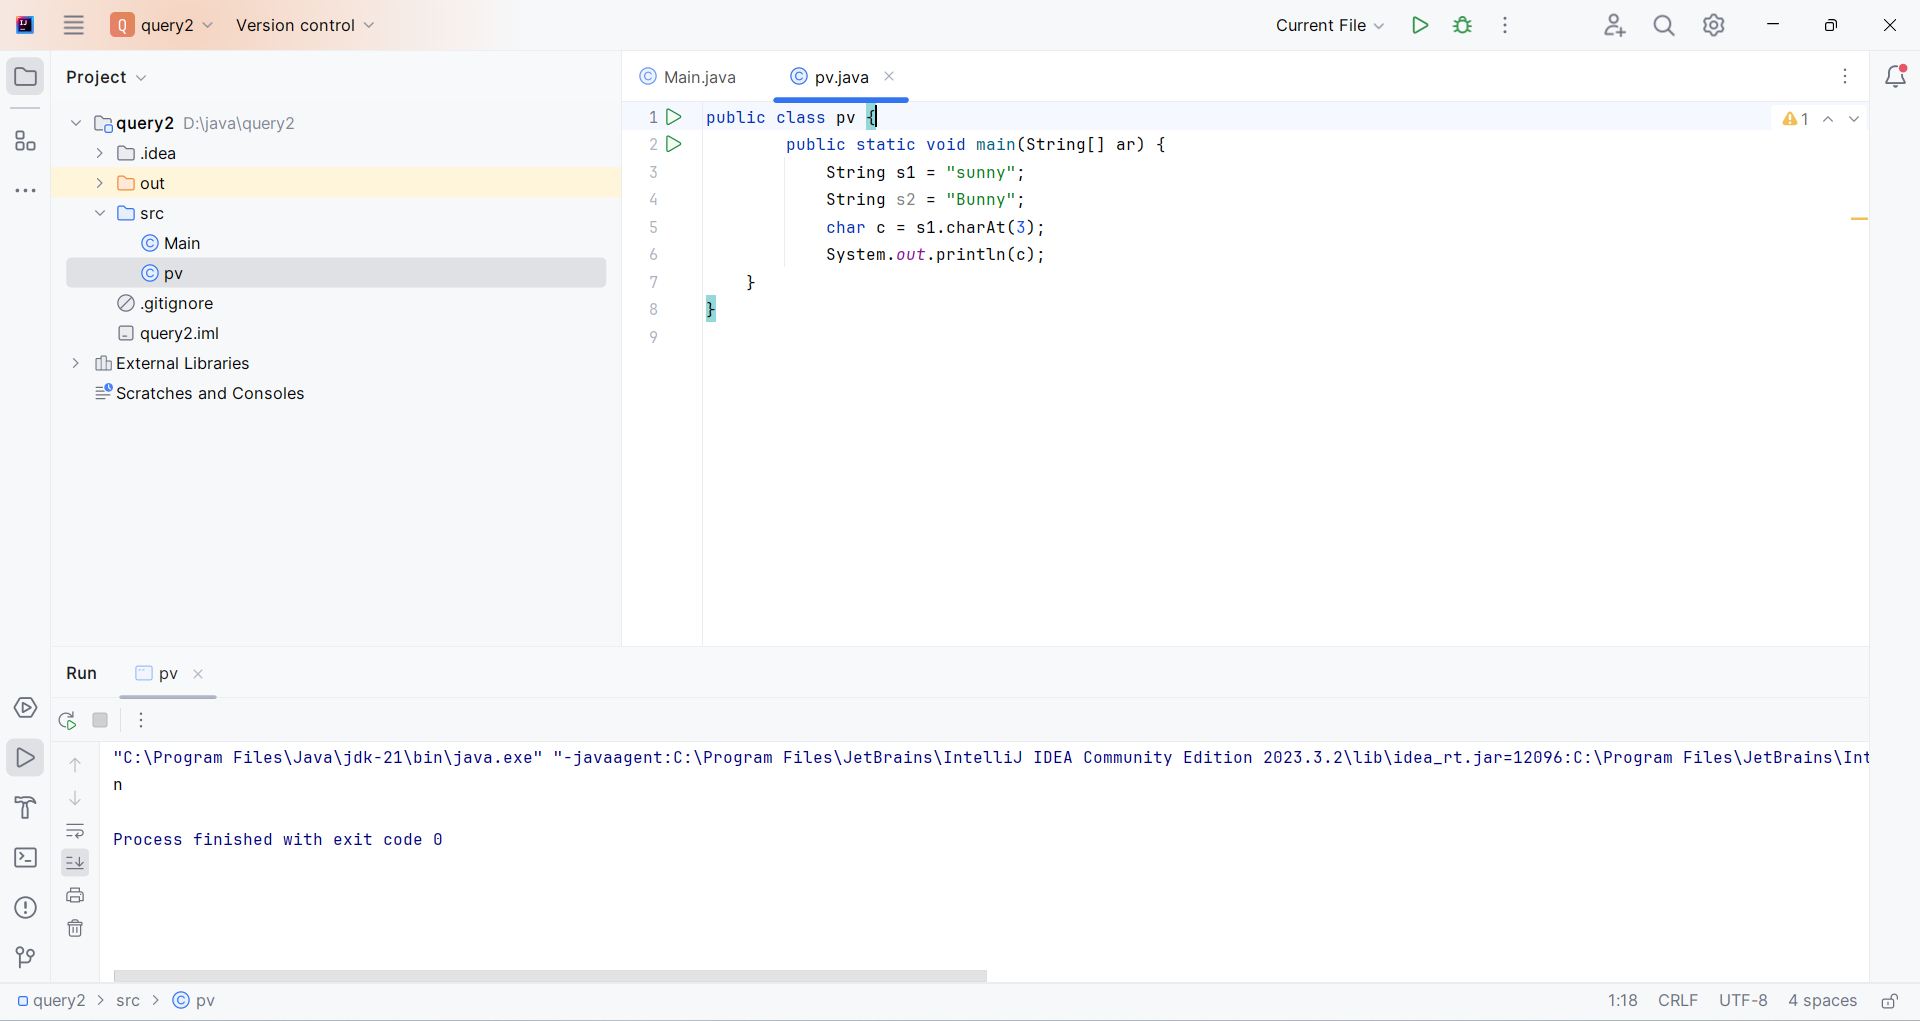 Q query2 Version control Current File
Project
Main.java pv.java
query2 D:\java\query2
.idea
out
src
Main
pv
.gitignore
query2.iml
External Libraries
Scratches and Consoles
1 public class pv {
2 public static void main(String[] ar) {
3 String s1 = "sunny";
4 String s2 = "Bunny";
5 char c = s1.charAt(3);
6 System.out.println(c);
7 }
8 }
9
1
Run pv
"C:\Program Files\Java\jdk-21\bin\java.exe" "-javaagent:C:\Program Files\JetBrains\IntelliJ IDEA Community Edition 2023.3.2\lib\idea_rt.jar=12096:C:\Program Files\JetBrains\Int
n
Process finished with exit code 0
query2 > src > pv 1:18 CRLF UTF-8 4 spaces